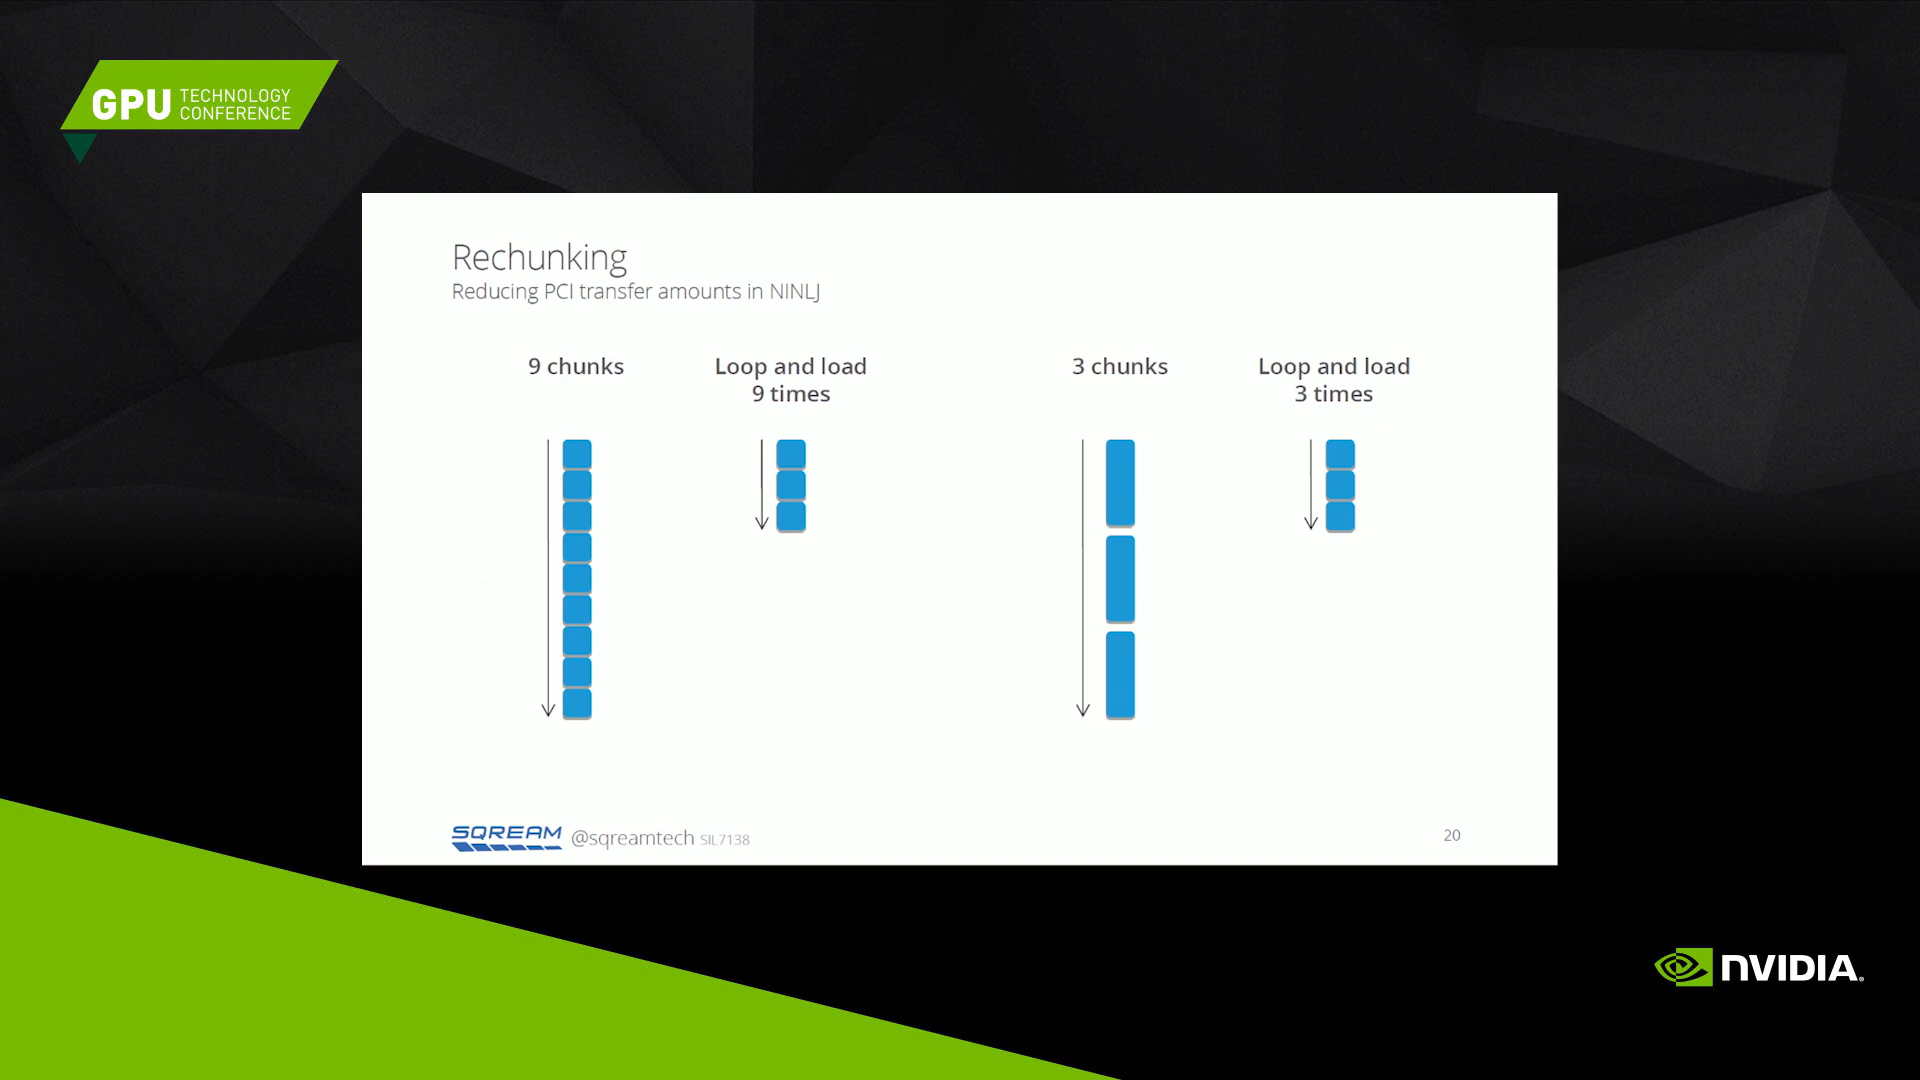 GPU TECHNOLOGY
CONFERENCE
Rechunking
Reducing PCI transfer amounts in NINLJ
9 chunks
Loop and load
9 times
3 chunks
Loop and load
3 times
SQREAM @sqreamtech SIL7138
20
NVIDIA.